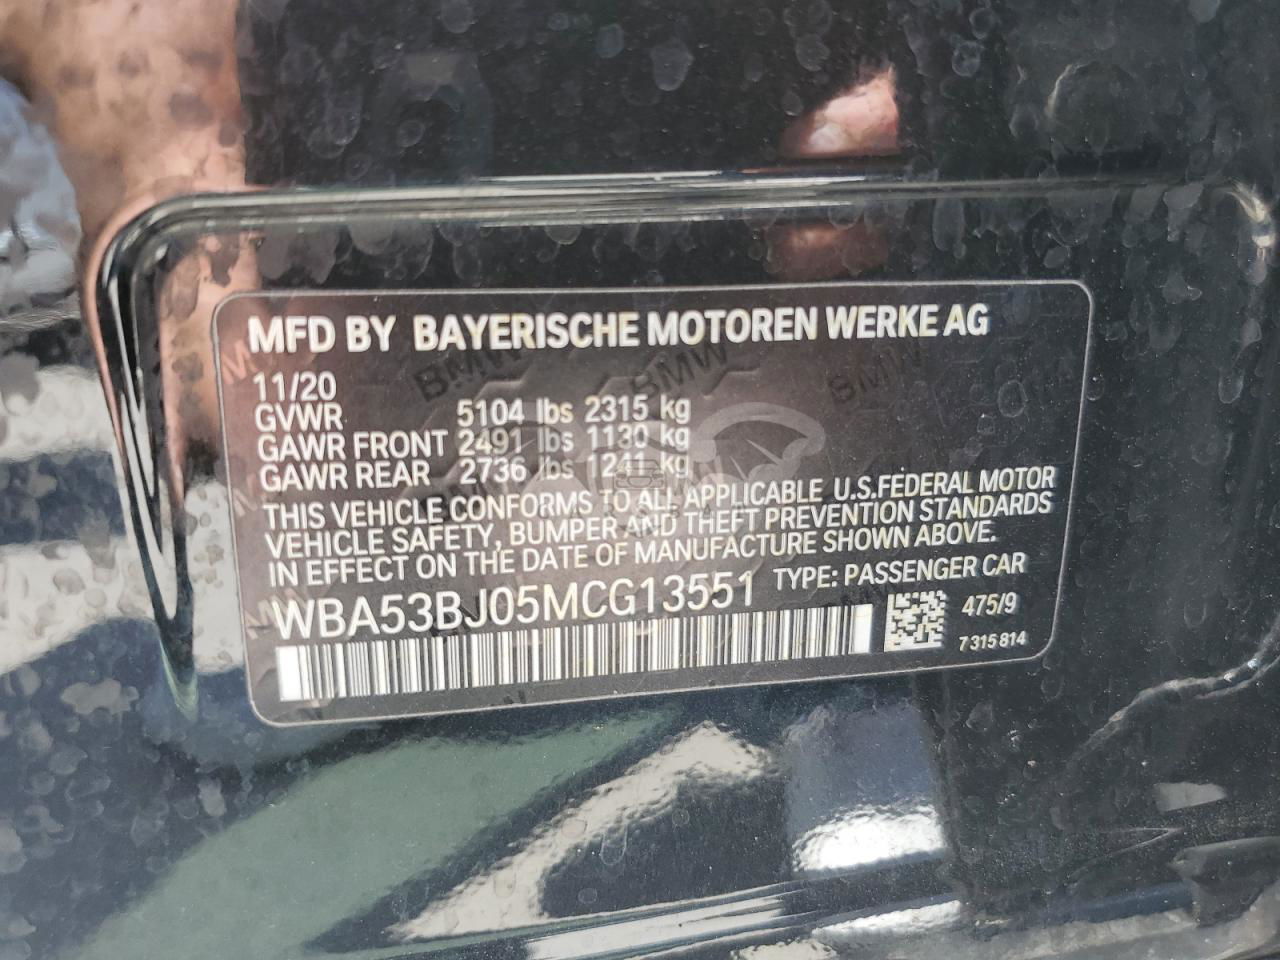 MFD BY BAYERISCHE MOTOREN WERKE AG
11/20
GVWR 5104 lbs 2315 kg
GAWR FRONT 2491 lbs 1130 kg
GAWR REAR 2736 lbs 1241 kg
THIS VEHICLE CONFORMS TO ALL APPLICABLE U.S.FEDERAL MOTOR
VEHICLE SAFETY, BUMPER AND THEFT PREVENTION STANDARDS
IN EFFECT ON THE DATE OF MANUFACTURE SHOWN ABOVE.
WBA53BJ05MCG13551 TYPE: PASSENGER CAR
475/9
7 315 814
BMW BMW BMW